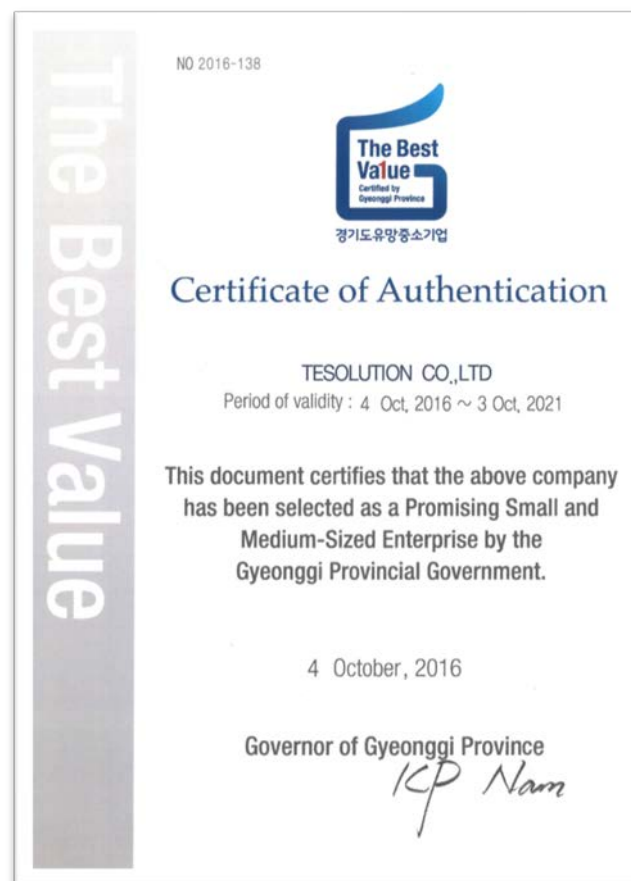 The Best Value
NO 2016-138
The Best
Va1ue
Certified by
Gyeonggi Province
경기도유망중소기업
Certificate of Authentication
TESOLUTION CO.,LTD
Period of validity : 4 Oct, 2016 ~ 3 Oct, 2021
This document certifies that the above company
has been selected as a Promising Small and
Medium-Sized Enterprise by the
Gyeonggi Provincial Government.
4 October, 2016
Governor of Gyeonggi Province
KP Nam